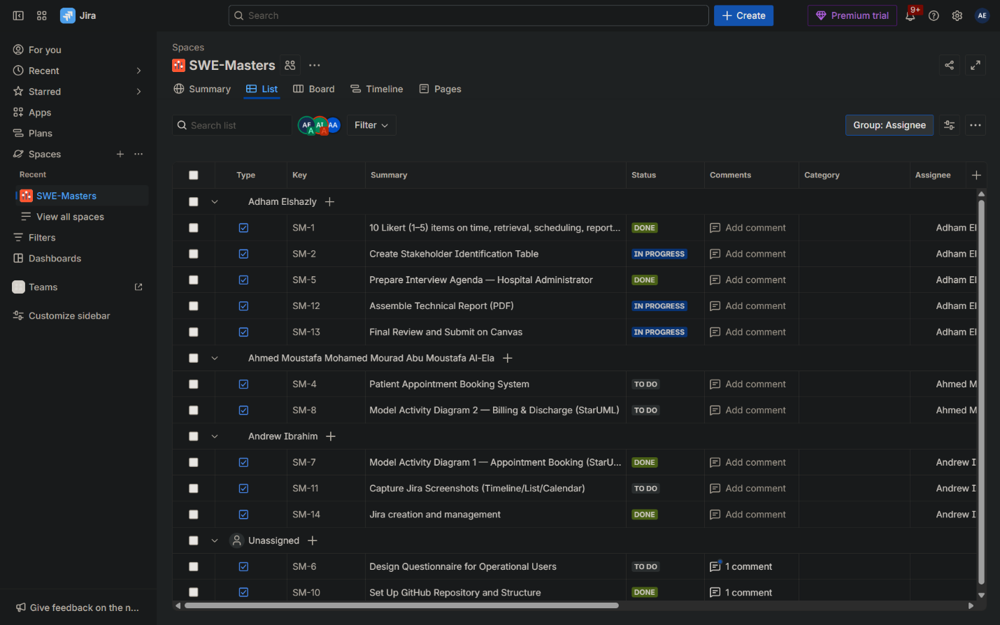 Jira
Search
Create
Premium trial
9+
AE
For you
Recent
Starred
Apps
Plans
Spaces
Recent
SWE-Masters
View all spaces
Filters
Dashboards
Teams
Customize sidebar
Give feedback on the n...
Spaces
SWE-Masters
Summary
List
Board
Timeline
Pages
Search list
AE
A
AI
A
AA
Filter
Group: Assignee
Type Key Summary Status Comments Category Assignee
Adham Elshazly
SM-1 10 Likert (1–5) items on time, retrieval, scheduling, report... DONE Add comment Adham El
SM-2 Create Stakeholder Identification Table IN PROGRESS Add comment Adham El
SM-5 Prepare Interview Agenda — Hospital Administrator DONE Add comment Adham El
SM-12 Assemble Technical Report (PDF) IN PROGRESS Add comment Adham El
SM-13 Final Review and Submit on Canvas IN PROGRESS Add comment Adham El
Ahmed Moustafa Mohamed Mourad Abu Moustafa Al-Ela
SM-4 Patient Appointment Booking System TO DO Add comment Ahmed M
SM-8 Model Activity Diagram 2 — Billing & Discharge (StarUML) TO DO Add comment Ahmed M
Andrew Ibrahim
SM-7 Model Activity Diagram 1 — Appointment Booking (StarU... DONE Add comment Andrew I
SM-11 Capture Jira Screenshots (Timeline/List/Calendar) TO DO Add comment Andrew I
SM-14 Jira creation and management DONE Add comment Andrew I
Unassigned
SM-6 Design Questionnaire for Operational Users TO DO 1 comment
SM-10 Set Up GitHub Repository and Structure DONE 1 comment